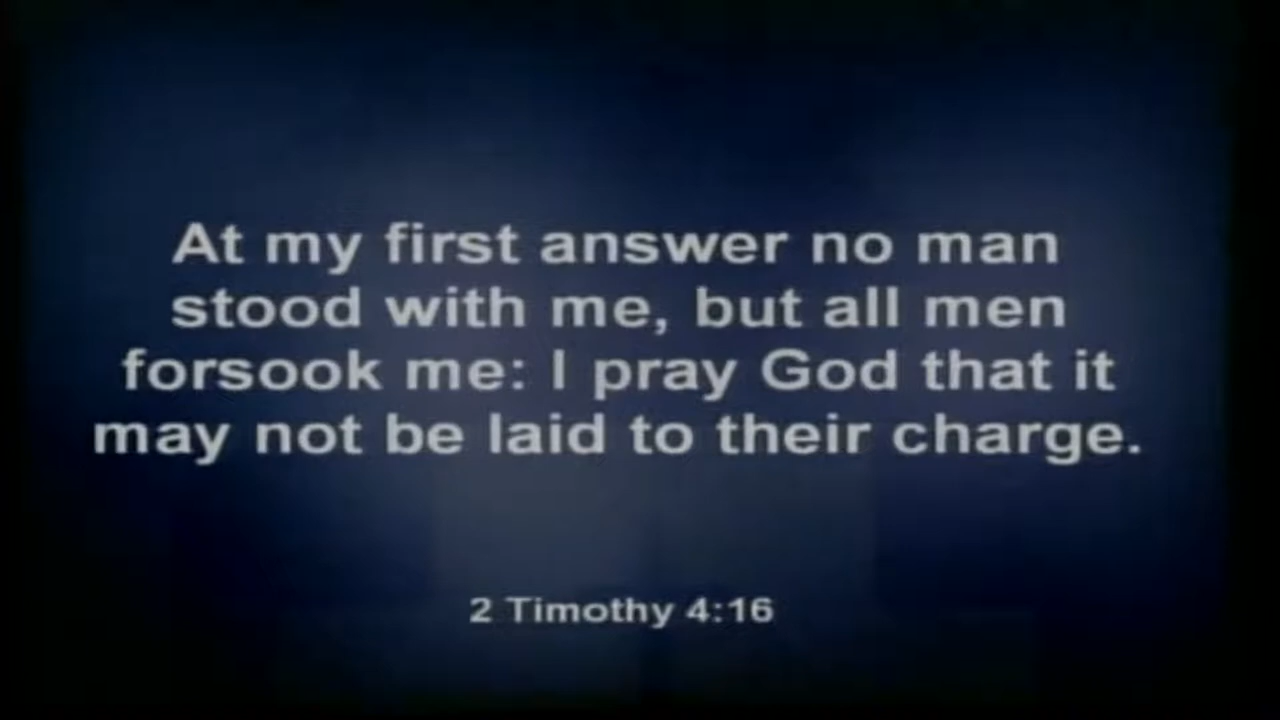 At my first answer no man
stood with me, but all men
forsook me: I pray God that it
may not be laid to their charge.
2 Timothy 4:16